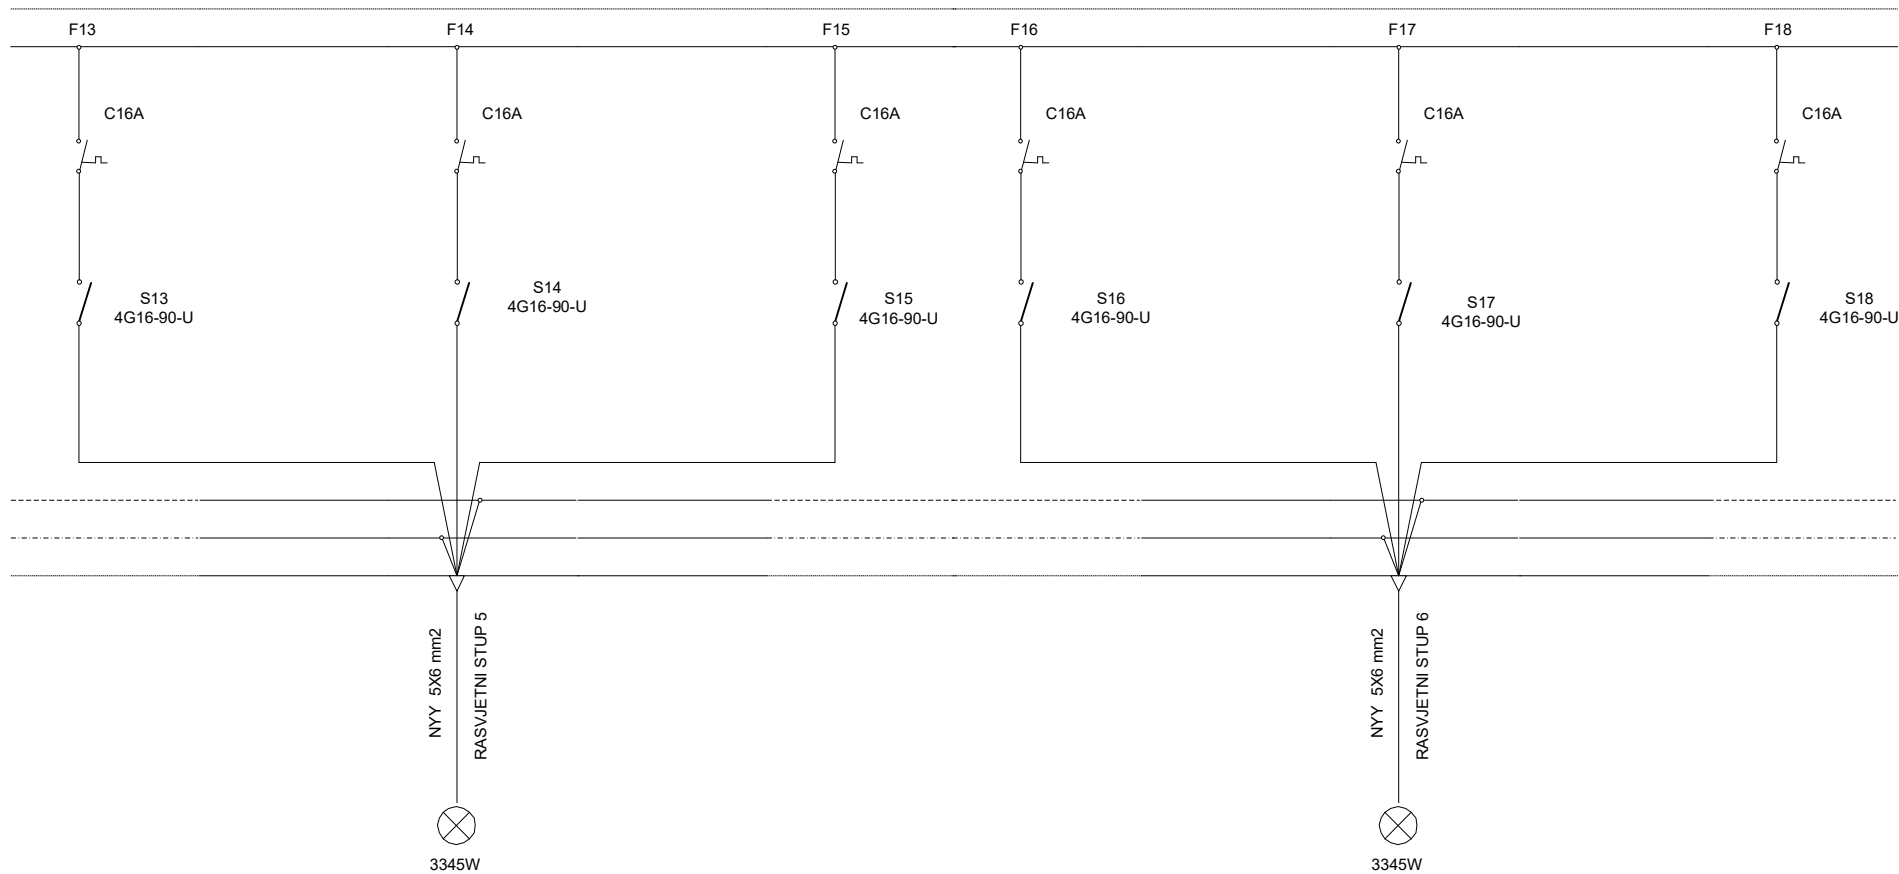 F13
F14
F15
F16
F17
F18
C16A
C16A
C16A
C16A
C16A
C16A
S13
4G16-90-U
S14
4G16-90-U
S15
4G16-90-U
S16
4G16-90-U
S17
4G16-90-U
S18
4G16-90-U
NYY 5X6 mm2
RASVJETNI STUP 5
NYY 5X6 mm2
RASVJETNI STUP 6
3345W
3345W